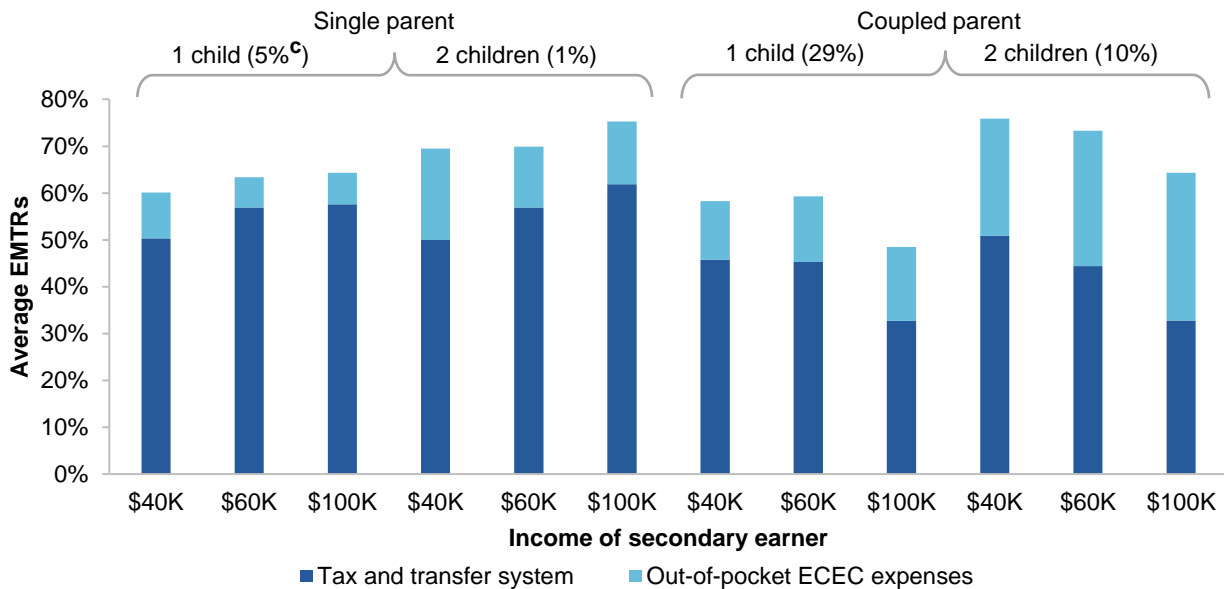 Single parent
Coupled parent
1 child (5%ᶜ)
2 children (1%)
1 child (29%)
2 children (10%)
80%
70%
60%
50%
40%
30%
20%
10%
0%
Average EMTRs
$40K $60K $100K $40K $60K $100K $40K $60K $100K $40K $60K $100K
Income of secondary earner
Tax and transfer system
Out-of-pocket ECEC expenses